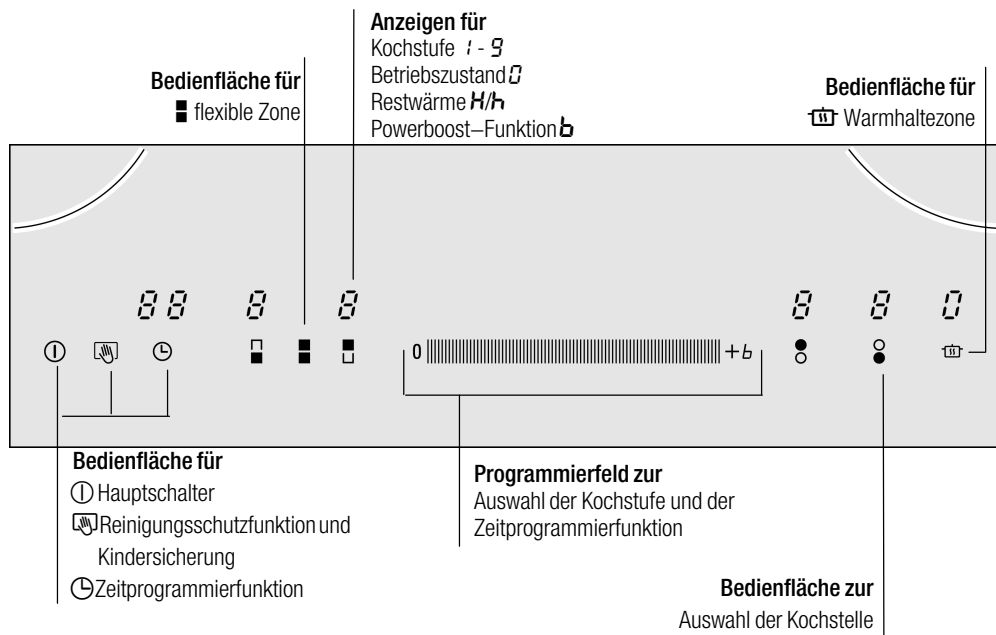 Anzeigen für
Kochstufe 1 - 9
Betriebszustand 0
Restwärme H/h
Powerboost–Funktion b
Bedienfläche für
flexible Zone
Bedienfläche für
Warmhaltezone
88 8 8 8 8 0
0 +b
Bedienfläche für
Hauptschalter
Reinigungsschutzfunktion und
Kindersicherung
Zeitprogrammierfunktion
Programmierfeld zur
Auswahl der Kochstufe und der
Zeitprogrammierfunktion
Bedienfläche zur
Auswahl der Kochstelle